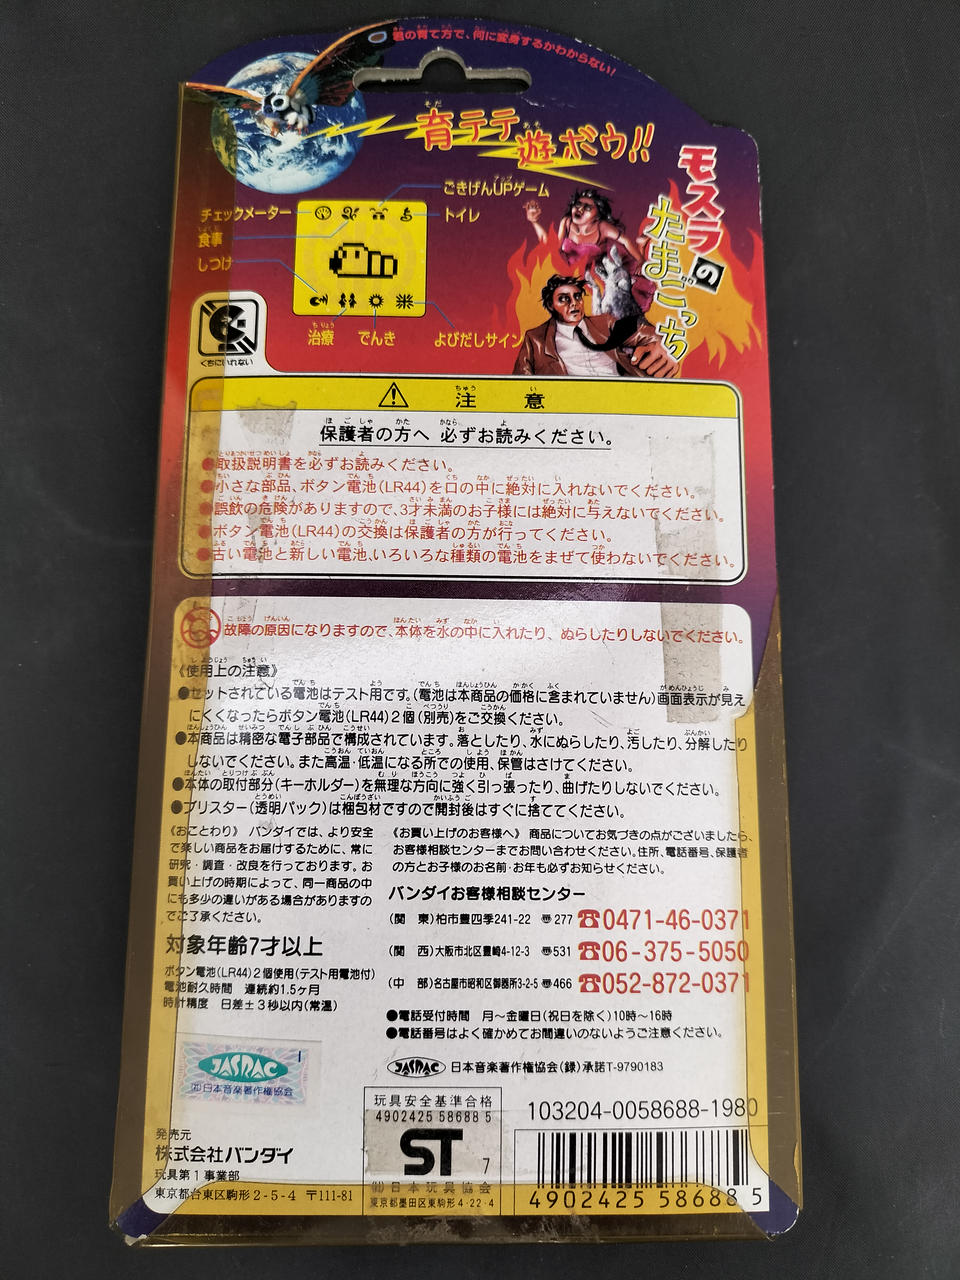 君の育て方で、何に変身するかわからない!
育テテ遊ボウ!!
モスラのたまごっち
ごきげんUPゲーム
チェックメーター
トイレ
食事
しつけ
治療
でんき
よびだしサイン
くちにいれない
注意
保護者の方へ 必ずお読みください。
●取扱説明書を必ずお読みください。
●小さな部品、ボタン電池(LR44)を口の中に絶対に入れないでください。
●誤飲の危険がありますので、3才未満のお子様には絶対に与えないでください。
●ボタン電池(LR44)の交換は保護者の方が行ってください。
●古い電池と新しい電池、いろいろな種類の電池をまぜて使わないでください。
故障の原因になりますので、本体を水の中に入れたり、ぬらしたりしないでください。
《使用上の注意》
●セットされている電池はテスト用です。(電池は本商品の価格に含まれていません)画面表示が見え
にくくなったらボタン電池(LR44)2個(別売)をご交換ください。
●本商品は精密な電子部品で構成されています。落としたり、水にぬらしたり、汚したり、分解したり
しないでください。また高温・低温になる所での使用、保管はさけてください。
●本体の取付部分(キーホルダー)を無理な方向に強く引っ張ったり、曲げたりしないでください。
●ブリスター(透明パック)は梱包材ですので開封後はすぐに捨ててください。
《おことわり》 バンダイでは、より安全
で楽しい商品をお届けするために、常に
研究・調査・改良を行っております。お
買い上げの時期によって、同一商品の中
にも多少の違いがある場合がありますの
でご了承ください。
対象年齢7才以上
ボタン電池(LR44)2個使用(テスト用電池付)
電池耐久時間 連続約1.5ヶ月
時計精度 日差±3秒以内(常温)
《お買い上げのお客様へ》 商品についてお気づきの点がございましたら、
お客様相談センターまでお問い合わせください。住所、電話番号、保護者
の方とお子様のお名前・お年も必ずお知らせください。
バンダイお客様相談センター
(関 東)柏市豊四季241-22 〠277 ☎0471-46-0371
(関 西)大阪市北区豊崎4-12-3 〠531 ☎06-375-5050
(中 部)名古屋市昭和区御器所3-2-5 〠466 ☎052-872-0371
●電話受付時間 月〜金曜日(祝日を除く)10時〜16時
●電話番号はよく確かめてお間違いのないようご注意ください。
JASRAC 日本音楽著作権協会(録)承諾T-9790183
JASRAC
㈳日本音楽著作権協会
発売元
株式会社バンダイ
玩具第1事業部
東京都台東区駒形2-5-4 〒111-81
玩具安全基準合格
4902425 58688 5
ST 7
㈳日本玩具協会
東京都墨田区東駒形4-22-4
103204-0058688-1980
4902425 586885